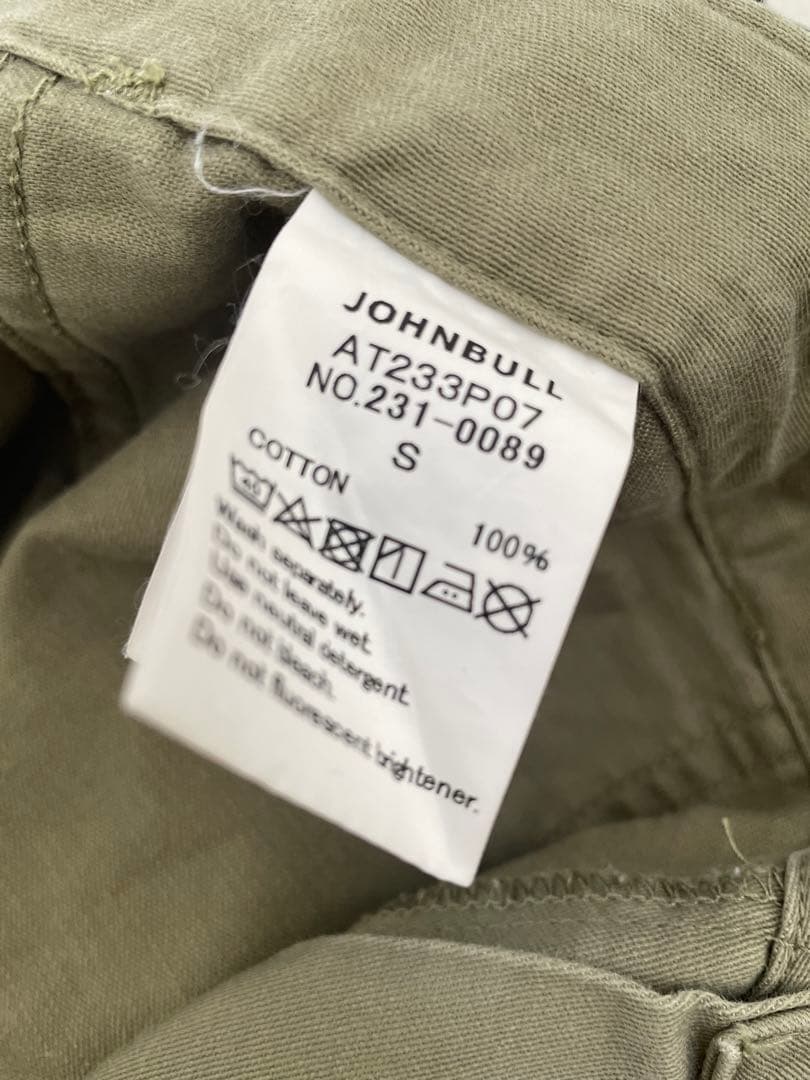 JOHNBULL
AT233P07
NO.231-0089
S
COTTON 100%
40
Wash separately.
Do not leave wet.
Use neutral detergent.
Do not bleach.
Do not fluorescent brightener.